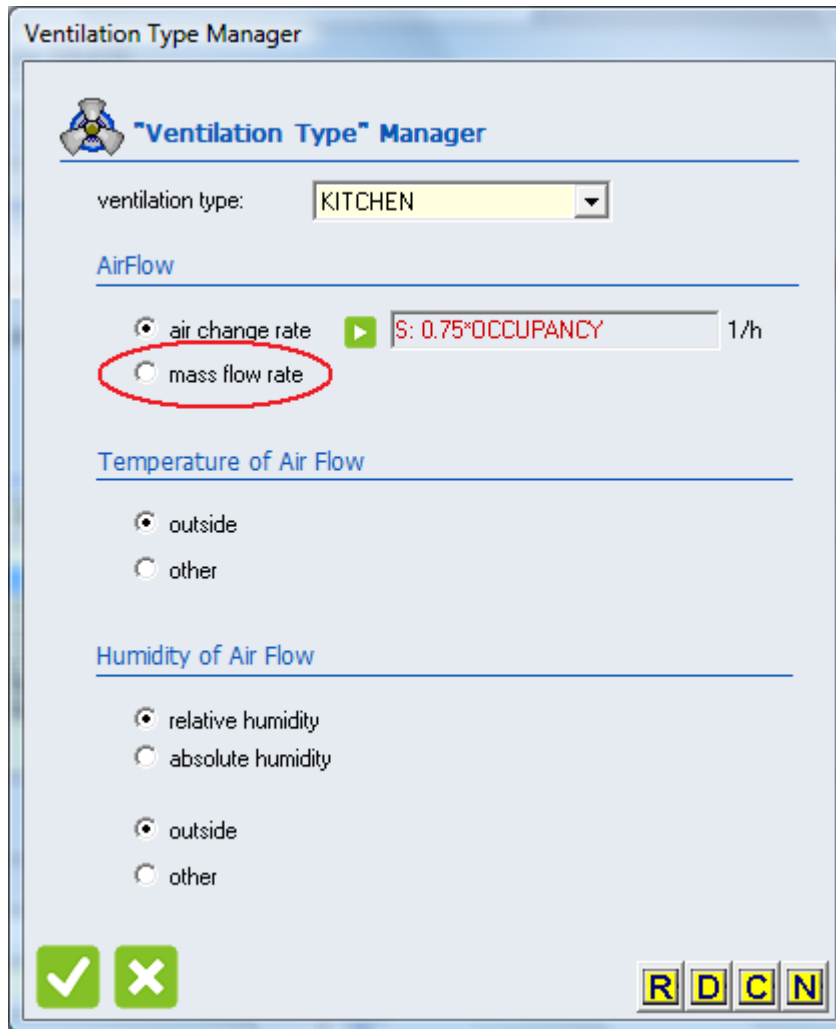 Ventilation Type Manager
"Ventilation Type" Manager
ventilation type: KITCHEN
AirFlow
air change rate S: 0.75*OCCUPANCY 1/h
mass flow rate
Temperature of Air Flow
outside
other
Humidity of Air Flow
relative humidity
absolute humidity
outside
other
R D C N